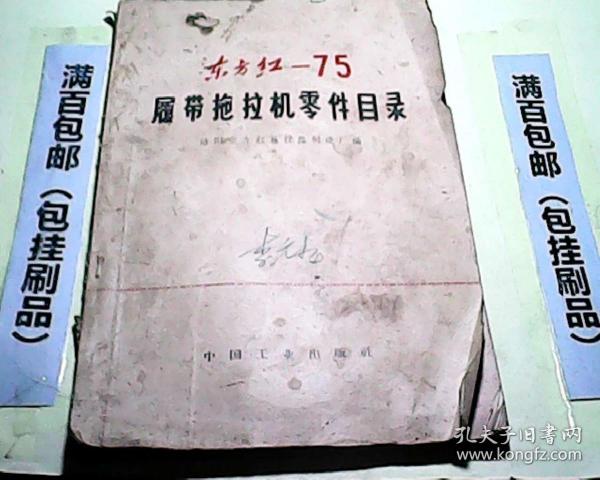 东方红—75
履带拖拉机零件目录
中国工业出版社
满百包邮（包挂刷品）
满百包邮（包挂刷品）
孔夫子旧书网
www.kongfz.com